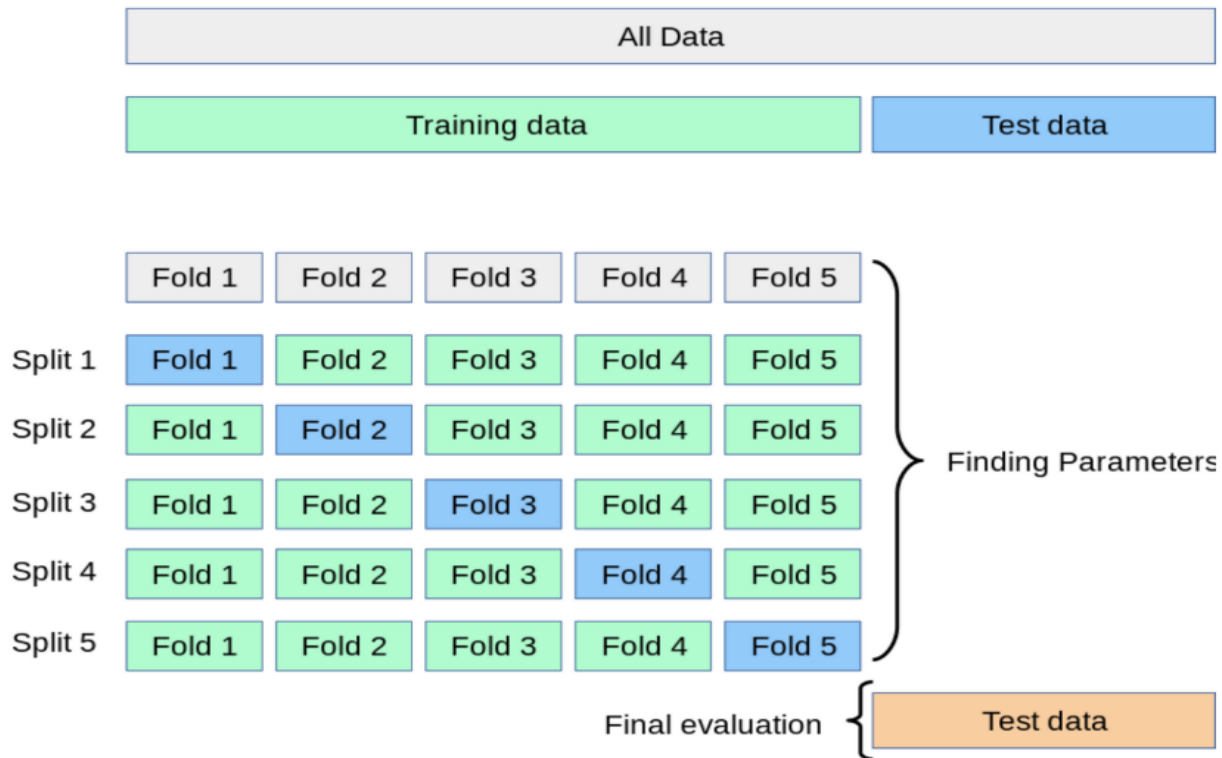 All Data
Training data Test data
Fold 1 Fold 2 Fold 3 Fold 4 Fold 5
Split 1 Fold 1 Fold 2 Fold 3 Fold 4 Fold 5
Split 2 Fold 1 Fold 2 Fold 3 Fold 4 Fold 5
Finding Parameters
Split 3 Fold 1 Fold 2 Fold 3 Fold 4 Fold 5
Split 4 Fold 1 Fold 2 Fold 3 Fold 4 Fold 5
Split 5 Fold 1 Fold 2 Fold 3 Fold 4 Fold 5
Final evaluation Test data